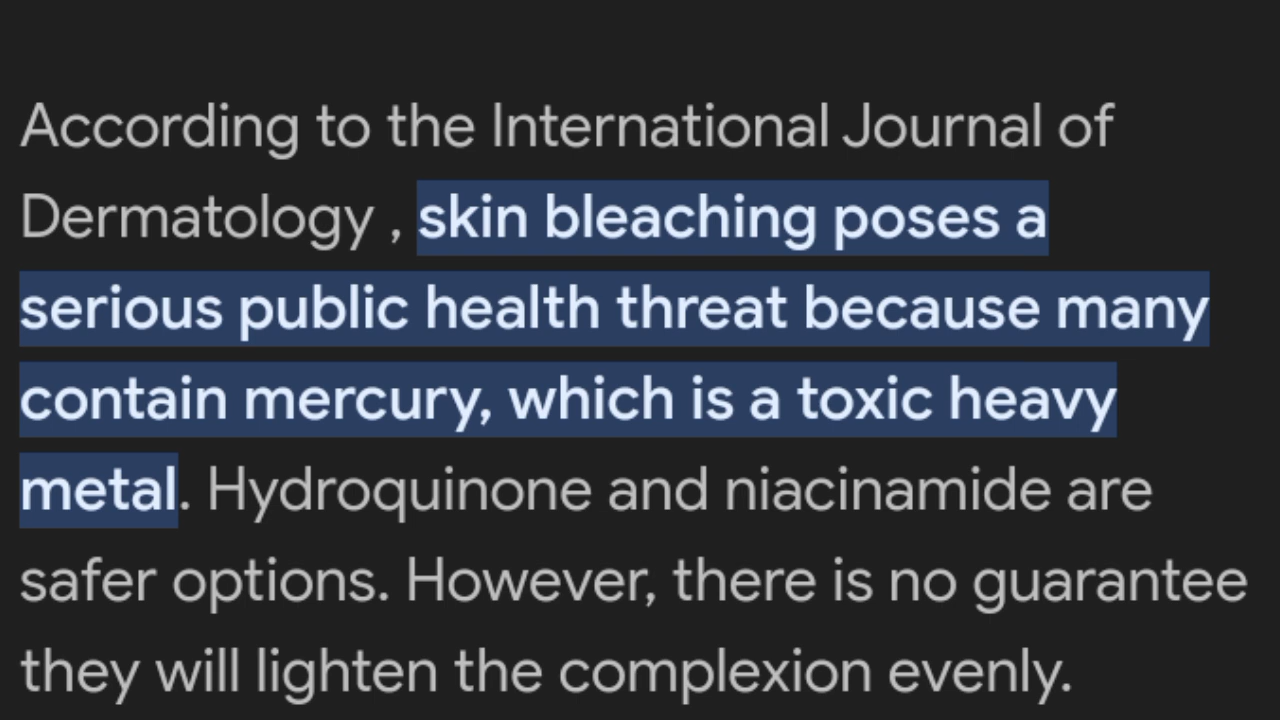 According to the International Journal of
Dermatology , skin bleaching poses a
serious public health threat because many
contain mercury, which is a toxic heavy
metal. Hydroquinone and niacinamide are
safer options. However, there is no guarantee
they will lighten the complexion evenly.